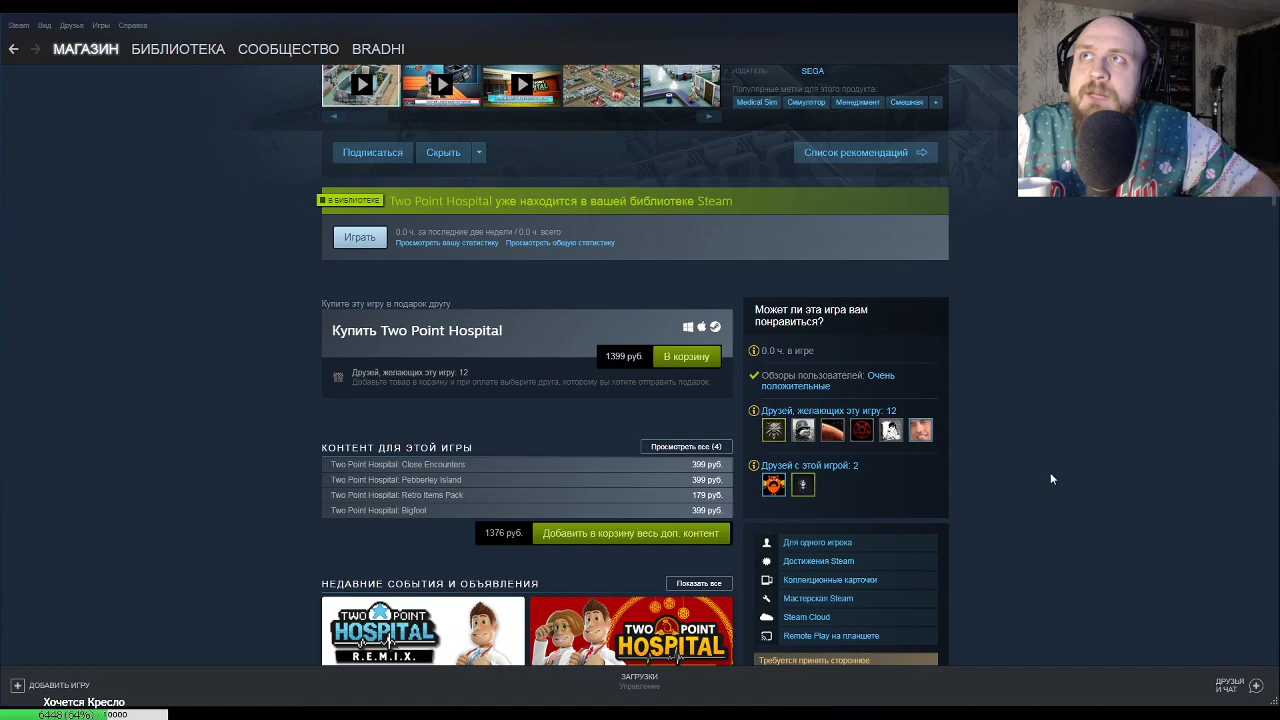 Steam Вид Друзья Игры Справка
МАГАЗИН БИБЛИОТЕКА СООБЩЕСТВО BRADHI
ИЗДАТЕЛЬ: SEGA
Популярные метки для этого продукта:
Medical Sim Симулятор Менеджмент Смешная +
Подписаться Скрыть Список рекомендаций
В БИБЛИОТЕКЕ Two Point Hospital уже находится в вашей библиотеке Steam
Играть 0.0 ч. за последние две недели / 0.0 ч. всего
Просмотреть вашу статистику Просмотреть общую статистику
Купите эту игру в подарок другу
Купить Two Point Hospital
1399 руб. В корзину
Друзей, желающих эту игру: 12
Добавьте товар в корзину и при оплате выберите друга, которому вы хотите отправить подарок.
КОНТЕНТ ДЛЯ ЭТОЙ ИГРЫ Просмотреть все (4)
Two Point Hospital: Close Encounters 399 руб.
Two Point Hospital: Pebberley Island 399 руб.
Two Point Hospital: Retro Items Pack 179 руб.
Two Point Hospital: Bigfoot 399 руб.
1376 руб. Добавить в корзину весь доп. контент
НЕДАВНИЕ СОБЫТИЯ И ОБЪЯВЛЕНИЯ Показать все
TWO POINT
HOSPITAL
R.E.M.I.X.
TWO POINT
HOSPITAL
Может ли эта игра вам
понравиться?
0.0 ч. в игре
Обзоры пользователей: Очень
положительные
Друзей, желающих эту игру: 12
Друзей с этой игрой: 2
Для одного игрока
Достижения Steam
Коллекционные карточки
Мастерская Steam
Steam Cloud
Remote Play на планшете
Требуется принять стороннее
ДОБАВИТЬ ИГРУ
ЗАГРУЗКИ
Управление
ДРУЗЬЯ
И ЧАТ
Хочется Кресло
6448(64%) 10000